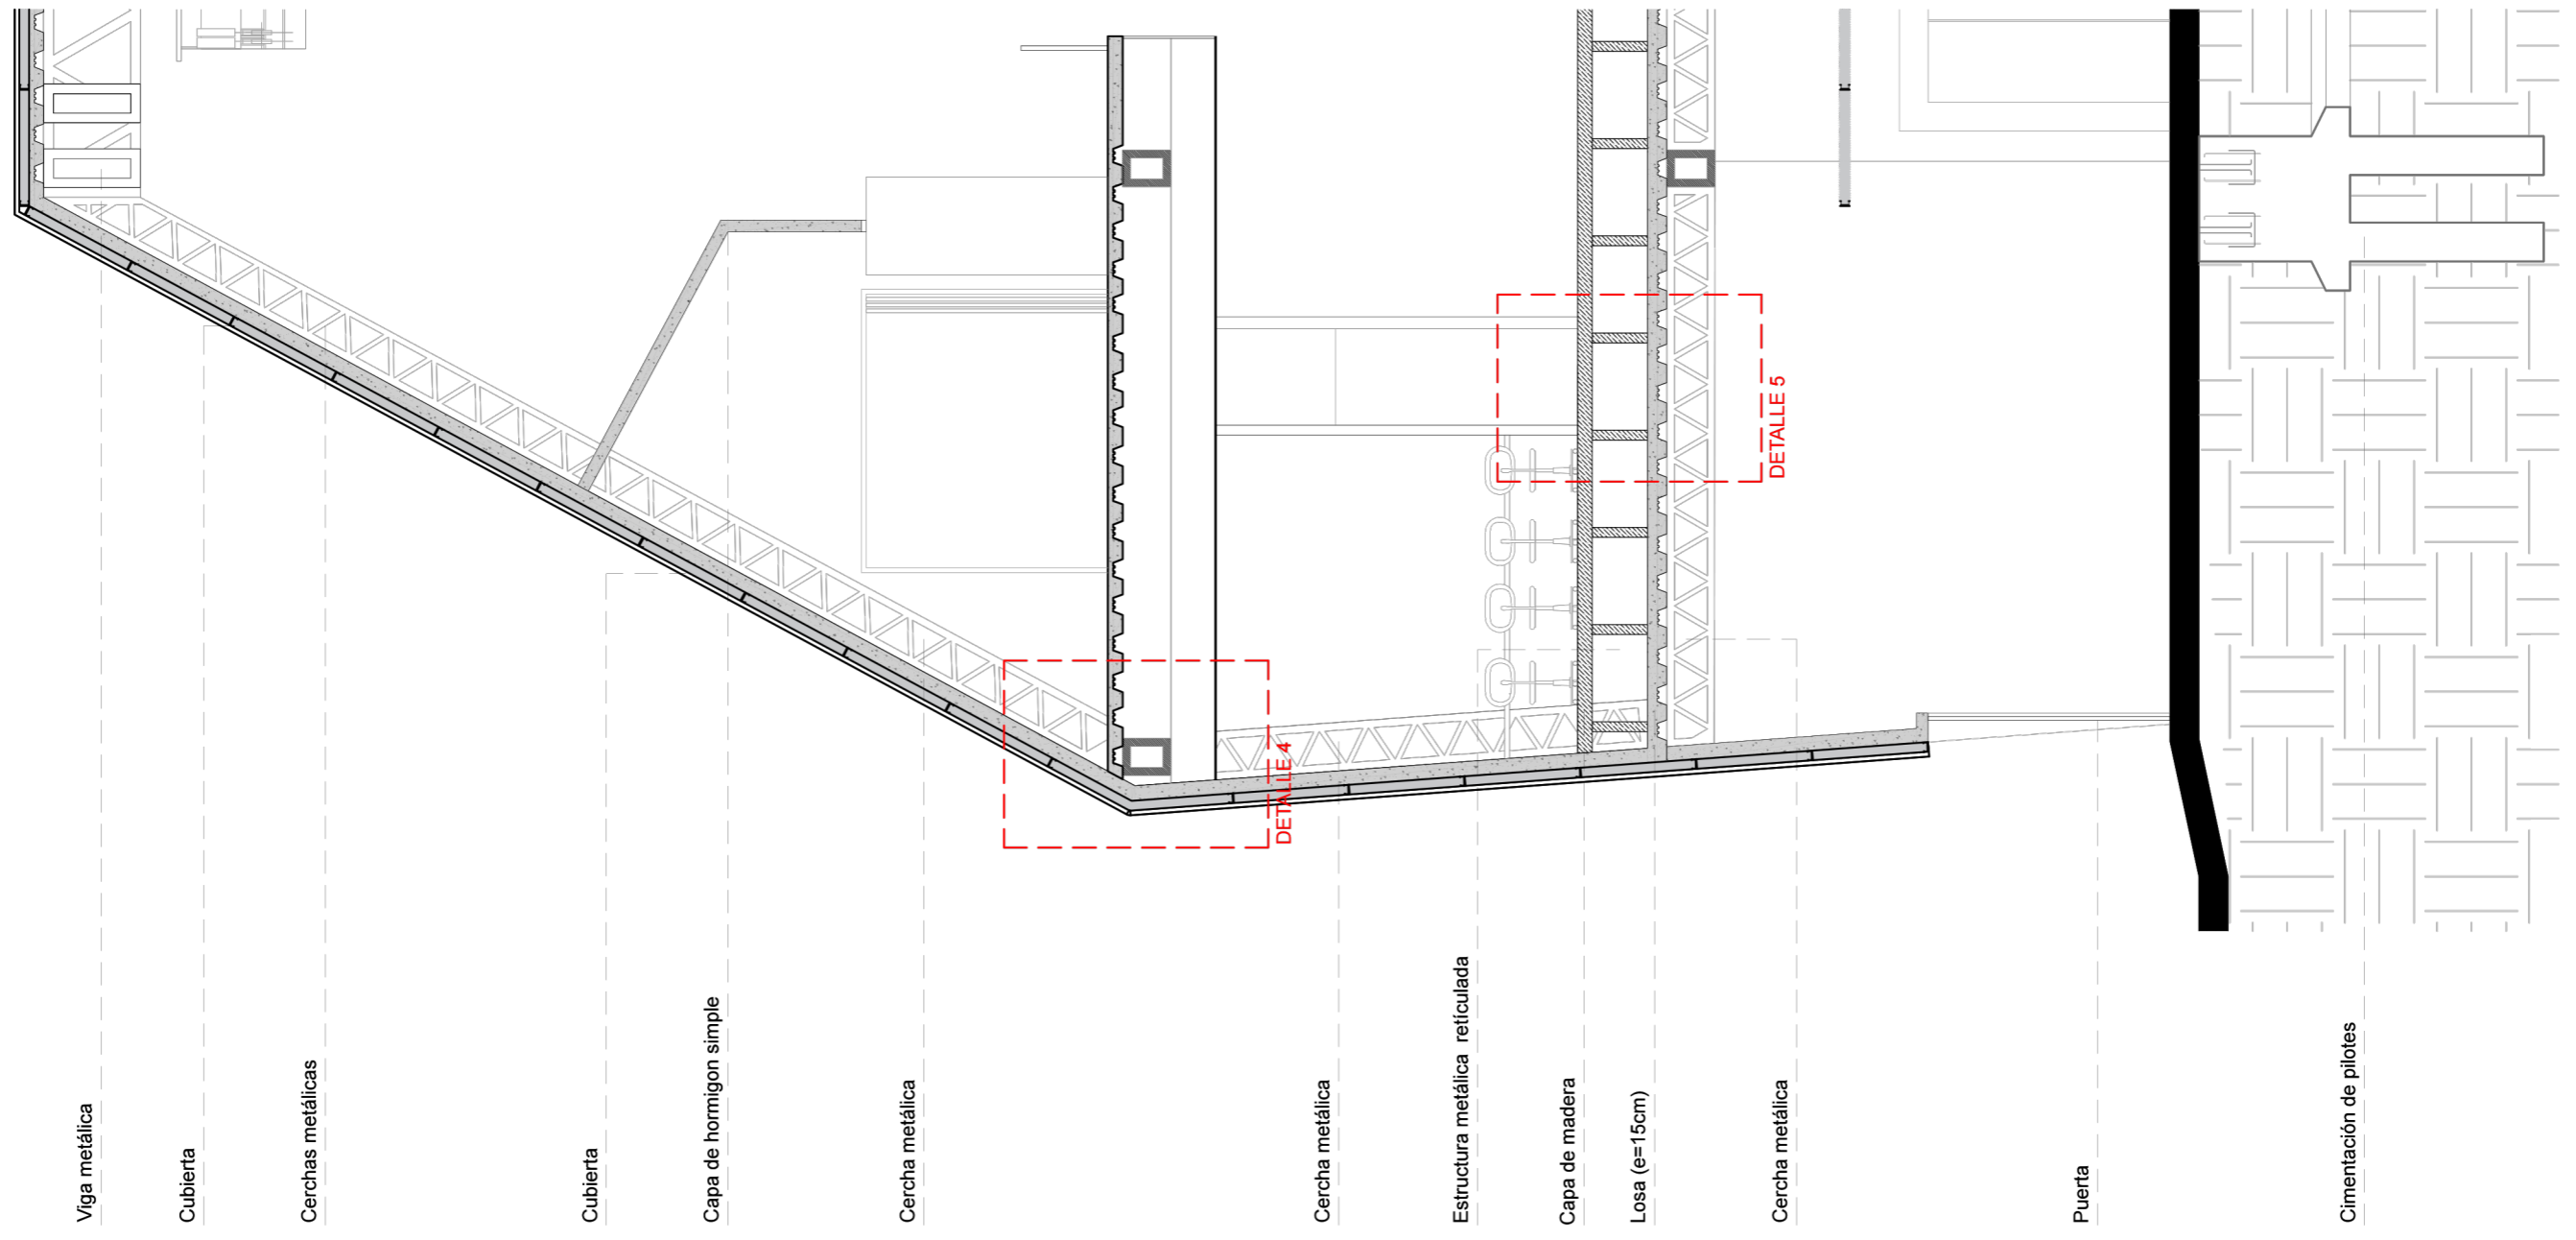 Viga metálica
Cubierta
Cerchas metálicas
Cubierta
Capa de hormigon simple
Cercha metálica
DETALLE 4
Cercha metálica
Estructura metálica retículada
Capa de madera
Losa (e=15cm)
DETALLE 5
Cercha metálica
Puerta
Cimentación de pilotes